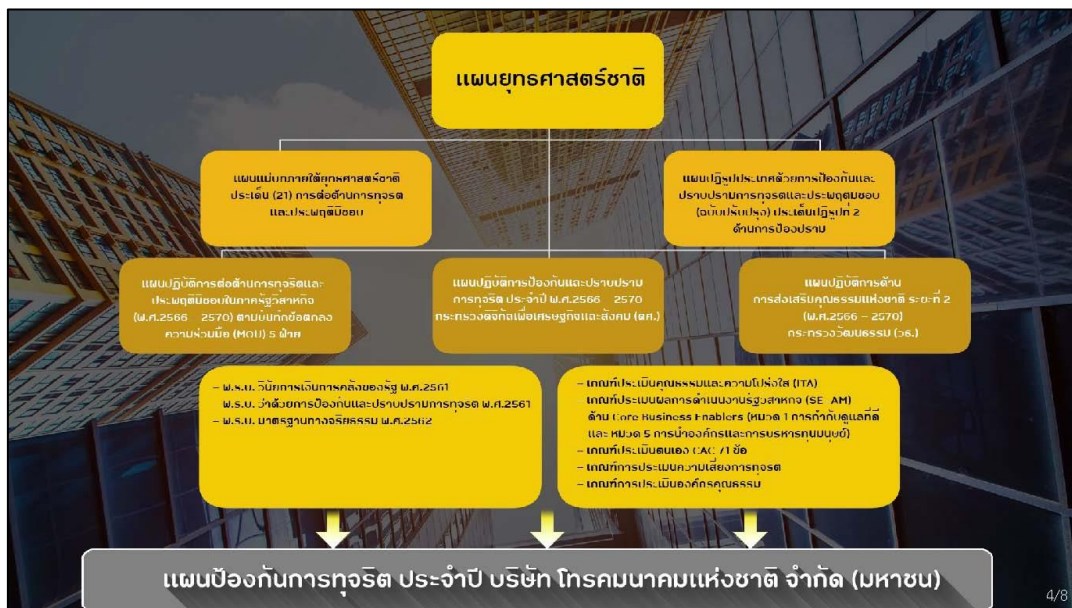 แผนยุทธศาสตร์ชาติ
แผนแม่บทภายใต้ยุทธศาสตร์ชาติ
ประเด็น (21) การต่อต้านการทุจริต
และประพฤติมิชอบ
แผนปฏิรูปประเทศด้วยการป้องกันและ
ปราบปรามการทุจริตและประพฤติมิชอบ
(ฉบับปรับปรุง) ประเด็นปฏิรูปที่ 2
ด้านการป้องปราม
แผนปฏิบัติการต่อต้านการทุจริตและ
ประพฤติมิชอบในภาครัฐวิสาหกิจ
(พ.ศ.2566 – 2570) ตามบันทึกข้อตกลง
ความร่วมมือ (MOU) 5 ฝ่าย
แผนปฏิบัติการป้องกันและปราบปราม
การทุจริต ประจำปี พ.ศ.2566 – 2570
กระทรวงดิจิทัลเพื่อเศรษฐกิจและสังคม (ดศ.)
แผนปฏิบัติการด้าน
การส่งเสริมคุณธรรมแห่งชาติ ระยะที่ 2
(พ.ศ.2566 – 2570)
กระทรวงวัฒนธรรม (วธ.)
– พ.ร.บ. วินัยการเงินการคลังของรัฐ พ.ศ.2561
พ.ร.บ. ว่าด้วยการป้องกันและปราบปรามการทุจริต พ.ศ.2561
– พ.ร.บ. มาตรฐานทางจริยธรรม พ.ศ.2562
– เกณฑ์ประเมินคุณธรรมและความโปร่งใส (ITA)
เกณฑ์ประเมินผลการดำเนินงานรัฐวิสาหกิจ (SE-AM)
ด้าน Core Business Enablers (หมวด 1 การกำกับดูแลที่ดี
และ หมวด 5 การนำองค์กรและการบริหารทุนมนุษย์)
– เกณฑ์ประเมินตนเอง CAC 71 ข้อ
– เกณฑ์การประเมินความเสี่ยงการทุจริต
– เกณฑ์การประเมินองค์กรคุณธรรม
แผนป้องกันการทุจริต ประจำปี บริษัท โทรคมนาคมแห่งชาติ จำกัด (มหาชน)
4/8